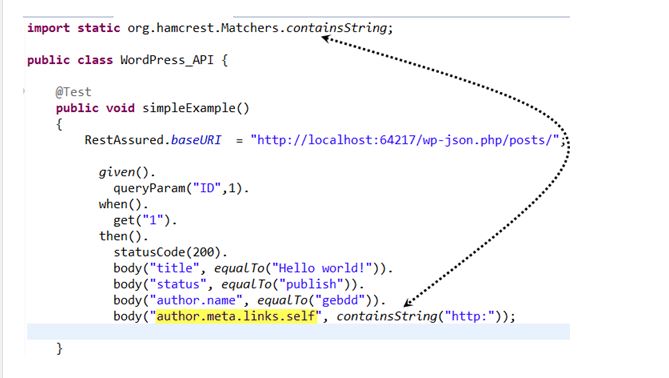 import static org.hamcrest.Matchers.containsString;
public class WordPress_API {
@Test
public void simpleExample()
{
RestAssured.baseURI  = "http://localhost:64217/wp-json.php/posts/";
given().
queryParam("ID",1).
when().
get("1").
then().
statusCode(200).
body("title", equalTo("Hello world!")).
body("status", equalTo("publish")).
body("author.name", equalTo("gebdd")).
body("author.meta.links.self", containsString("http:"));
}